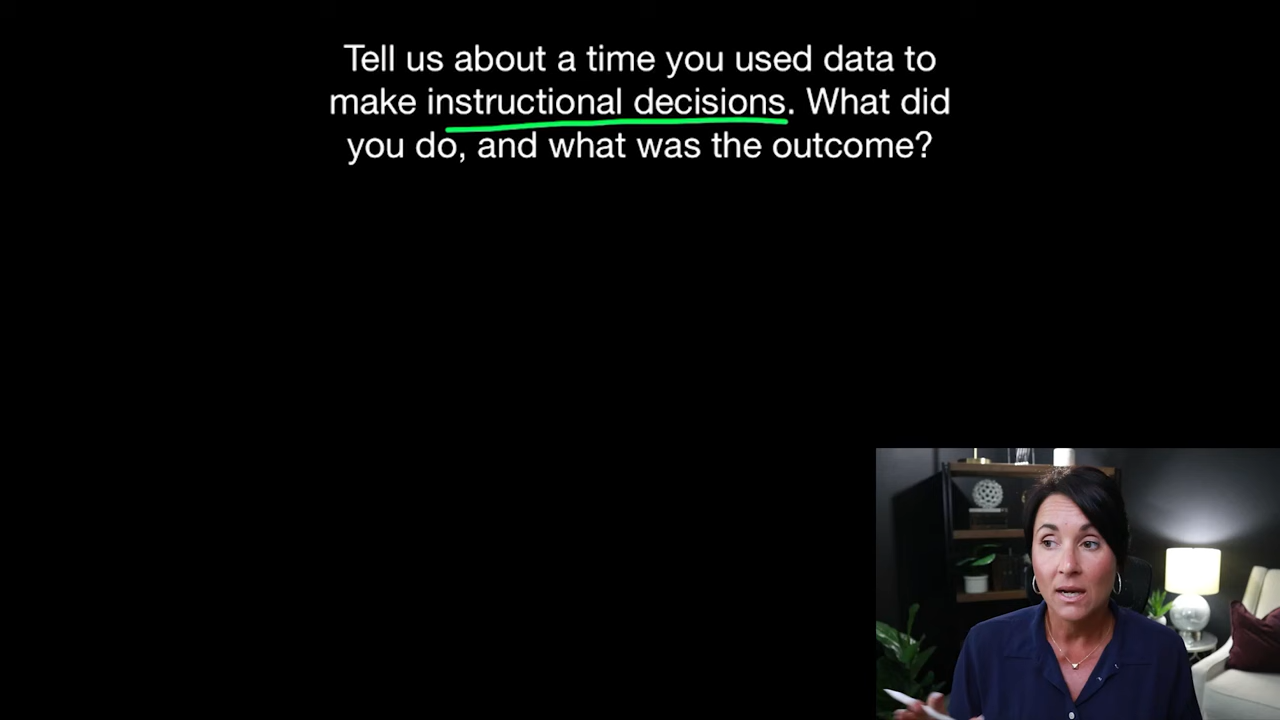 Tell us about a time you used data to
make instructional decisions. What did
you do, and what was the outcome?